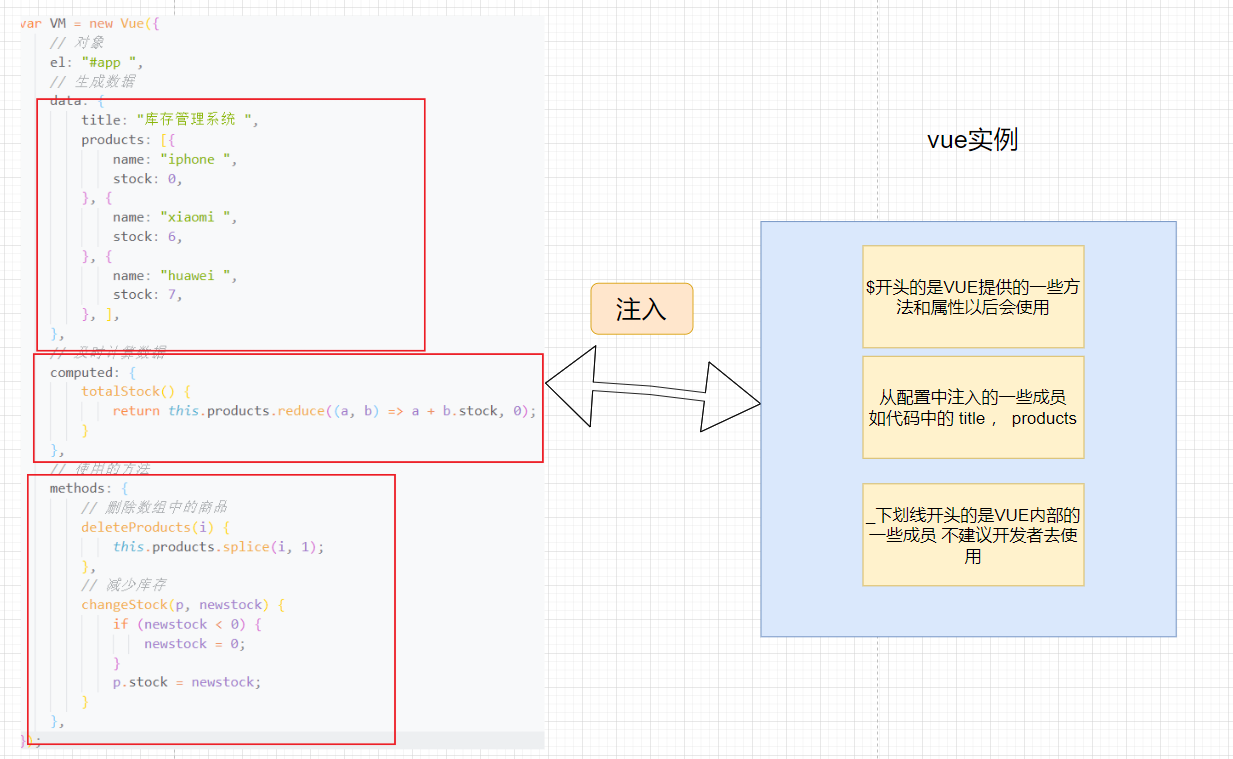 var VM = new Vue({
// 对象
el: "#app ",
// 生成数据
data: {
title: "库存管理系统 ",
products: [{
name: "iphone ",
stock: 0,
}, {
name: "xiaomi ",
stock: 6,
}, {
name: "huawei ",
stock: 7,
}, ],
},
// 及时计算数据
computed: {
totalStock() {
return this.products.reduce((a, b) => a + b.stock, 0);
}
},
// 使用的方法
methods: {
// 删除数组中的商品
deleteProducts(i) {
this.products.splice(i, 1);
},
// 减少库存
changeStock(p, newstock) {
if (newstock < 0) {
newstock = 0;
}
p.stock = newstock;
}
},
});
注入
vue实例
$开头的是VUE提供的一些方
法和属性以后会使用
从配置中注入的一些成员
如代码中的 title ， products
_下划线开头的是VUE内部的
一些成员 不建议开发者去使
用